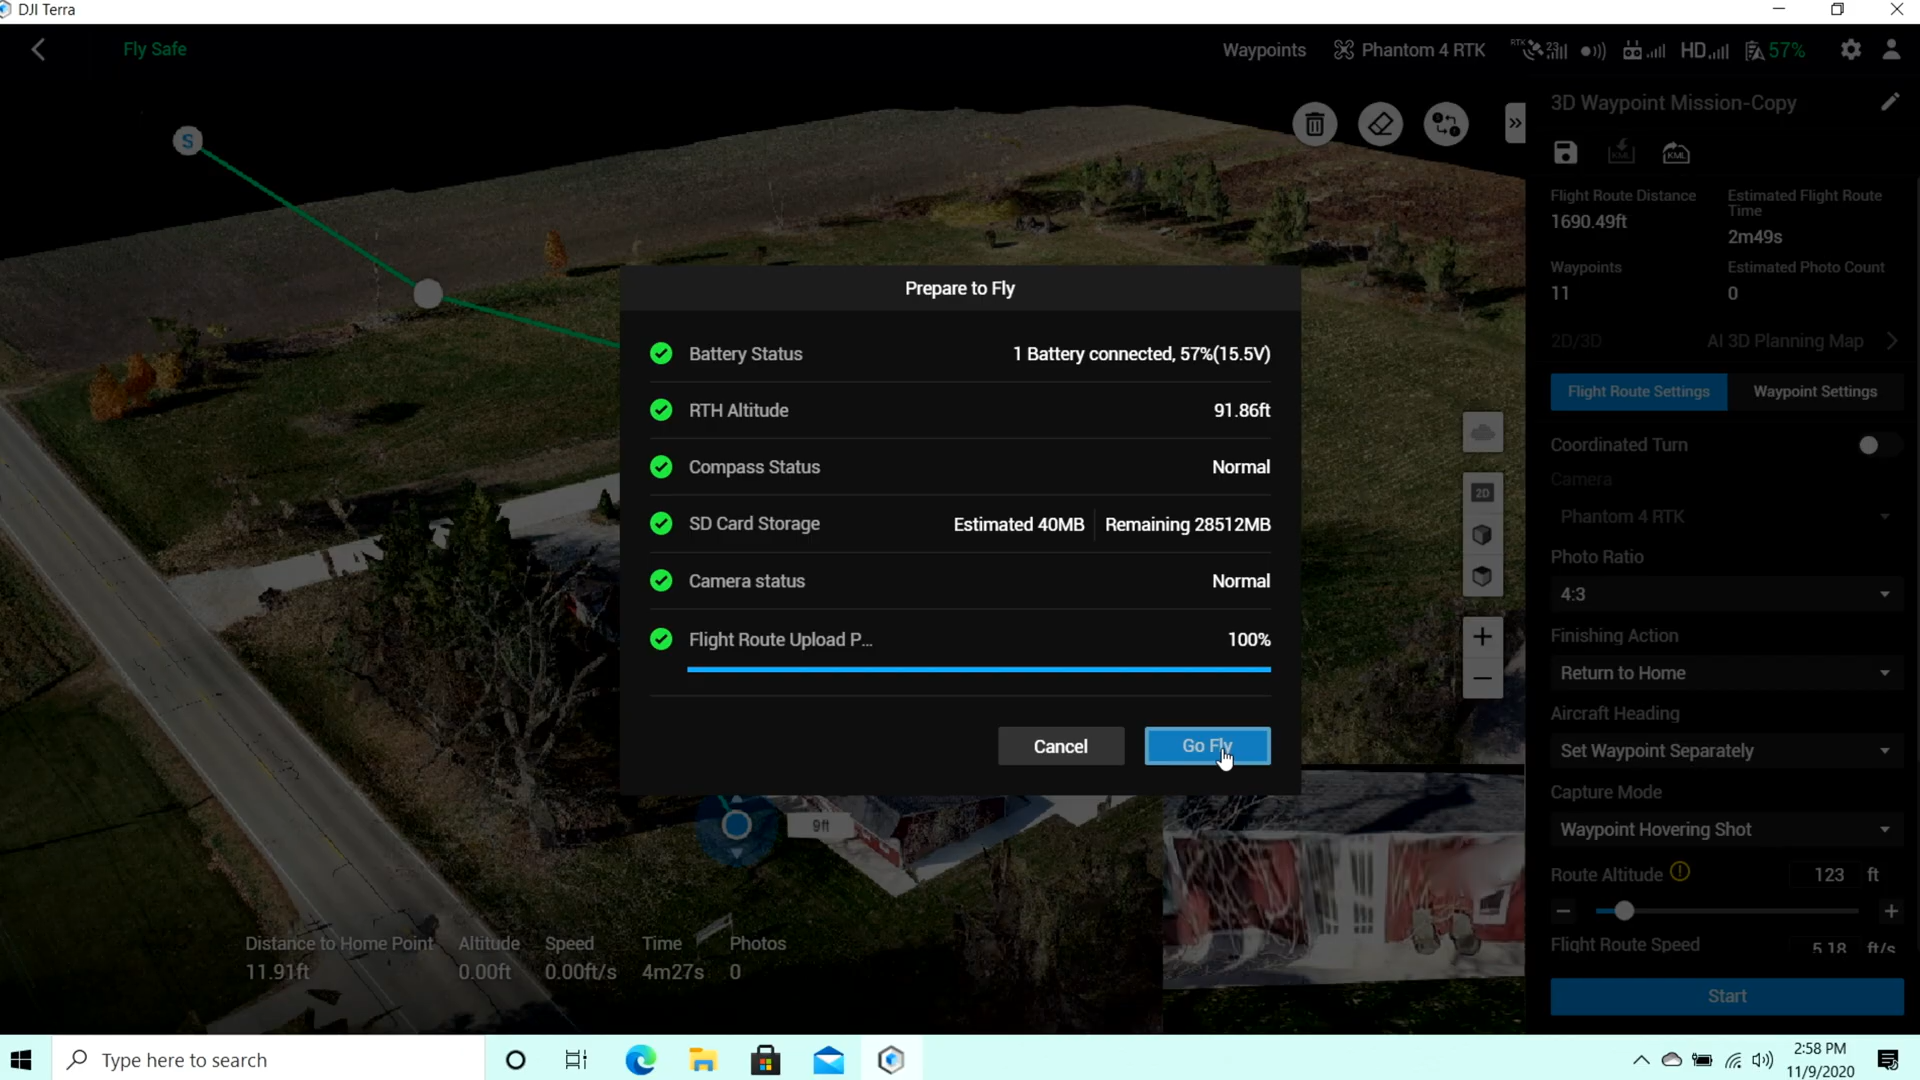 DJI Terra
Fly Safe
Waypoints
Phantom 4 RTK
RTK
23
HD
57%
3D Waypoint Mission-Copy
KML
KML
Flight Route Distance
1690.49ft
Estimated Flight Route
Time
2m49s
Waypoints
11
Estimated Photo Count
0
2D/3D
AI 3D Planning Map
Flight Route Settings
Waypoint Settings
Coordinated Turn
Camera
Phantom 4 RTK
Photo Ratio
4:3
Finishing Action
Return to Home
Aircraft Heading
Set Waypoint Separately
Capture Mode
Waypoint Hovering Shot
Route Altitude
123 ft
Flight Route Speed
5.18 ft/s
Start
S
2D
Prepare to Fly
Battery Status
1 Battery connected, 57%(15.5V)
RTH Altitude
91.86ft
Compass Status
Normal
SD Card Storage
Estimated 40MB
Remaining 28512MB
Camera status
Normal
Flight Route Upload P...
100%
Cancel
Go Fly
9ft
Distance to Home Point
11.91ft
Altitude
0.00ft
Speed
0.00ft/s
Time
4m27s
Photos
0
Type here to search
2:58 PM
11/9/2020